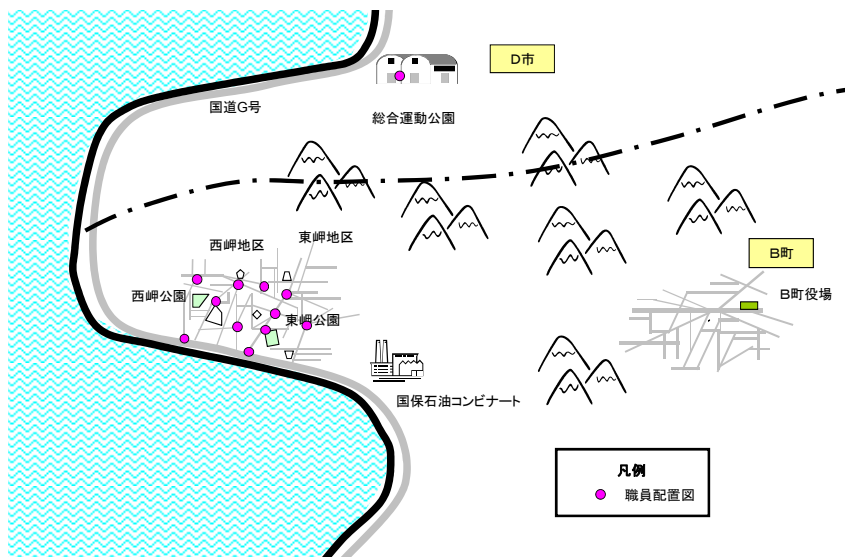 D市
国道G号
総合運動公園
東岬地区
西岬地区
B町
西岬公園
B町役場
東岬公園
国保石油コンビナート
凡例
職員配置図